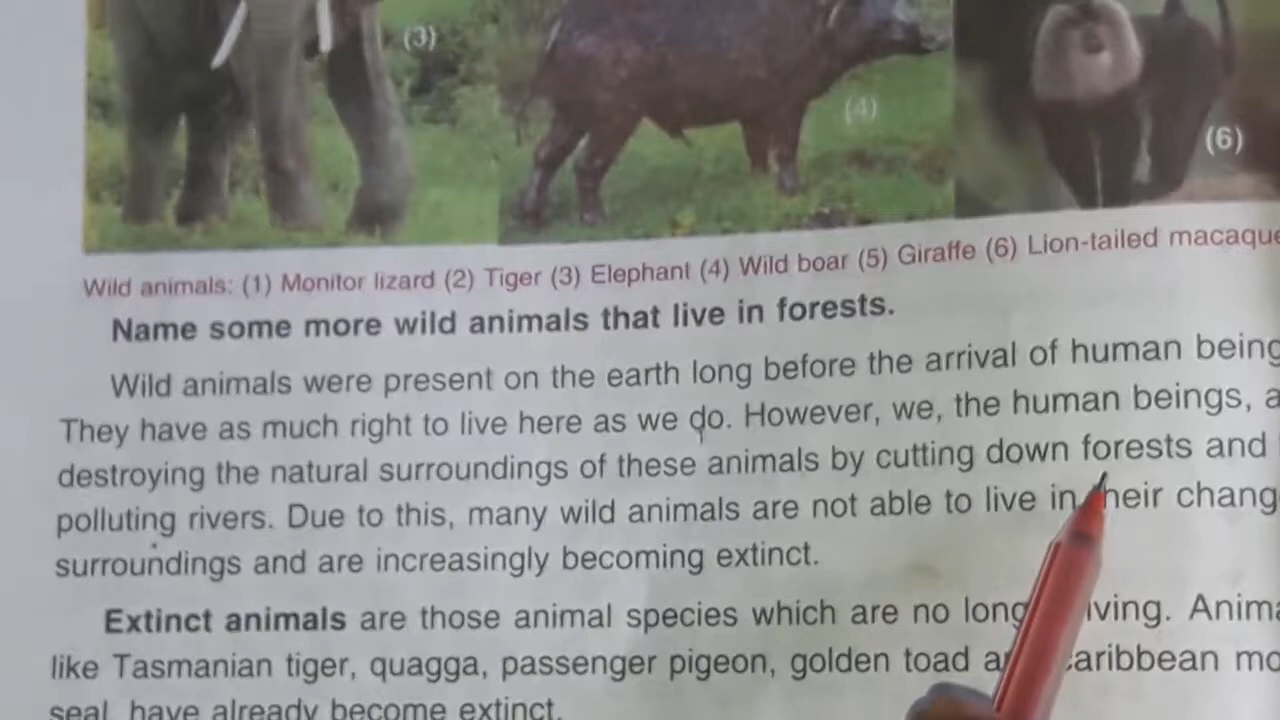 (3)
(4)
(6)
Wild animals: (1) Monitor lizard (2) Tiger (3) Elephant (4) Wild boar (5) Giraffe (6) Lion-tailed macaque
Name some more wild animals that live in forests.
Wild animals were present on the earth long before the arrival of human being
They have as much right to live here as we do. However, we, the human beings, a
destroying the natural surroundings of these animals by cutting down forests and
polluting rivers. Due to this, many wild animals are not able to live in their chang
surroundings and are increasingly becoming extinct.
Extinct animals are those animal species which are no long iving. Anima
like Tasmanian tiger, quagga, passenger pigeon, golden toad a aribbean mo
seal, have already become extinct.